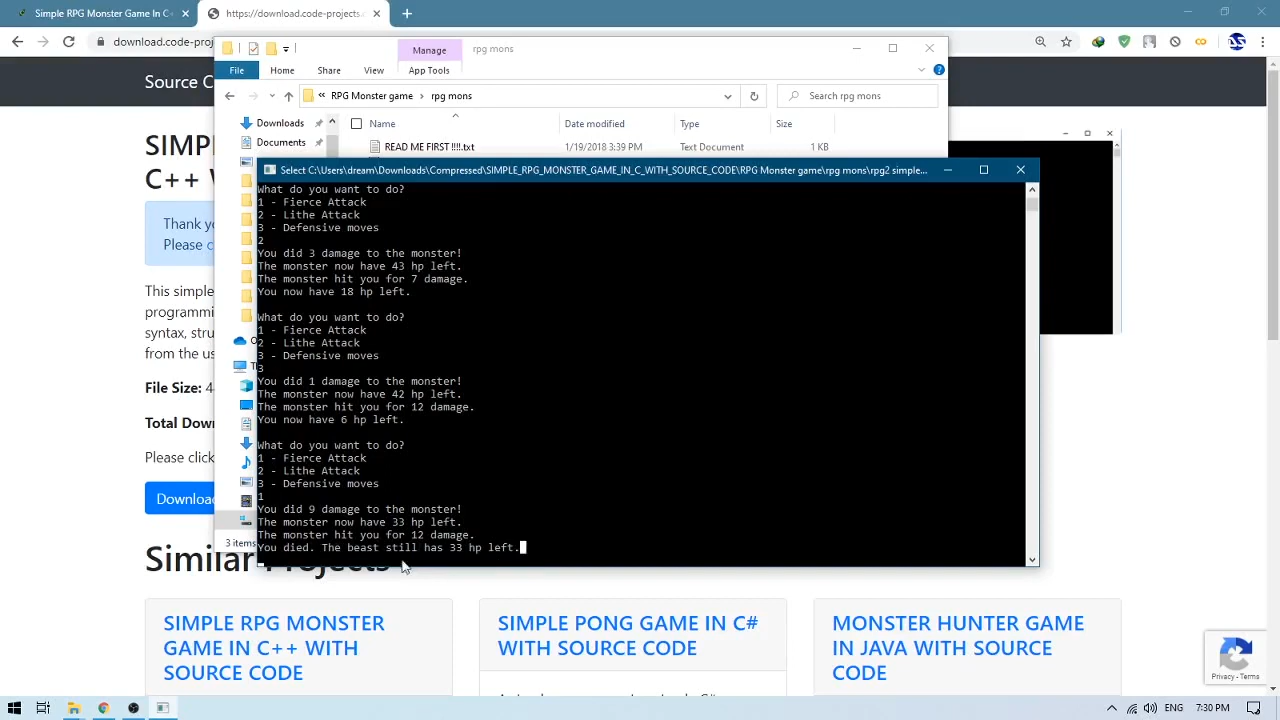 Simple RPG Monster Game In C
https://download.code-projects.
download.code-proj
Manage
rpg mons
File
Home
Share
View
App Tools
« RPG Monster game › rpg mons
Search rpg mons
Downloads
Documents
Name
Date modified
Type
Size
READ ME FIRST !!!!.txt
1/19/2018 3:39 PM
Text Document
1 KB
Source C
SIMPL
C++ W
Thank y
Please c
This simple
programmi
syntax, stru
from the us
File Size: 4
Total Down
Please click
Download
3 items
Select C:\Users\dream\Downloads\Compressed\SIMPLE_RPG_MONSTER_GAME_IN_C_WITH_SOURCE_CODE\RPG Monster game\rpg mons\rpg2 simple...
What do you want to do?
1 - Fierce Attack
2 - Lithe Attack
3 - Defensive moves
2
You did 3 damage to the monster!
The monster now have 43 hp left.
The monster hit you for 7 damage.
You now have 18 hp left.
What do you want to do?
1 - Fierce Attack
2 - Lithe Attack
3 - Defensive moves
3
You did 1 damage to the monster!
The monster now have 42 hp left.
The monster hit you for 12 damage.
You now have 6 hp left.
What do you want to do?
1 - Fierce Attack
2 - Lithe Attack
3 - Defensive moves
1
You did 9 damage to the monster!
The monster now have 33 hp left.
The monster hit you for 12 damage.
You died. The beast still has 33 hp left.
Similar Projects
SIMPLE RPG MONSTER
GAME IN C++ WITH
SOURCE CODE
SIMPLE PONG GAME IN C#
WITH SOURCE CODE
MONSTER HUNTER GAME
IN JAVA WITH SOURCE
CODE
Privacy - Terms
ENG
7:30 PM